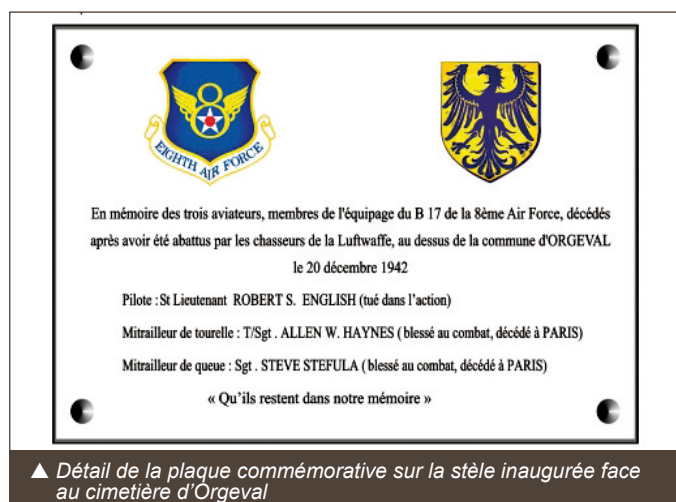 EIGHTH AIR FORCE
En mémoire des trois aviateurs, membres de l'équipage du B 17 de la 8ème Air Force, décédés
après avoir été abattus par les chasseurs de la Luftwaffe, au dessus de la commune d'ORGEVAL
le 20 décembre 1942
Pilote : St Lieutenant ROBERT S. ENGLISH (tué dans l'action)
Mitrailleur de tourelle : T/Sgt . ALLEN W. HAYNES ( blessé au combat, décédé à PARIS)
Mitrailleur de queue : Sgt . STEVE STEFULA ( blessé au combat, décédé à PARIS)
« Qu'ils restent dans notre mémoire »
▲ Détail de la plaque commémorative sur la stèle inaugurée face
au cimetière d'Orgeval